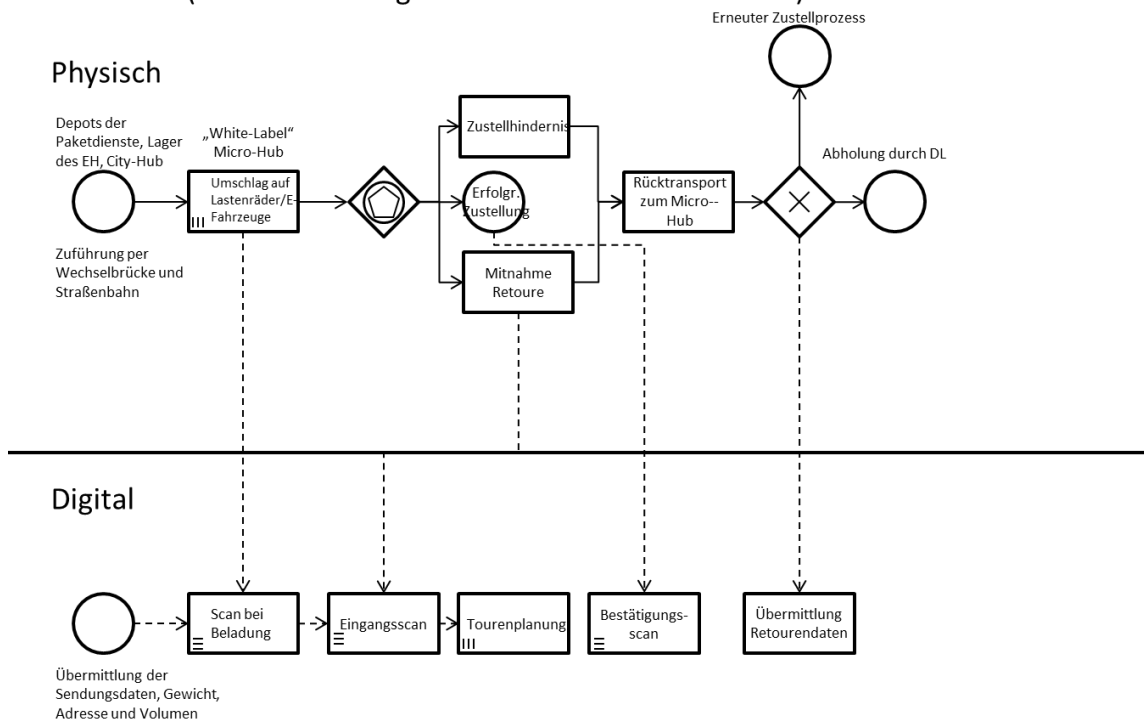 Erneuter Zustellprozess
Physisch
Depots der
Paketdienste, Lager
des EH, City-Hub
„White-Label“
Micro-Hub
Zustellhindernis
Abholung durch DL
Umschlag auf
Lastenräder/E-
Fahrzeuge
Erfolgr.
Zustellung
Rücktransport
zum Micro--
Hub
Zuführung per
Wechselbrücke und
Straßenbahn
Mitnahme
Retoure
Digital
Scan bei
Beladung
Eingangsscan
Tourenplanung
Bestätigungs-
scan
Übermittlung
Retourendaten
Übermittlung der
Sendungsdaten, Gewicht,
Adresse und Volumen